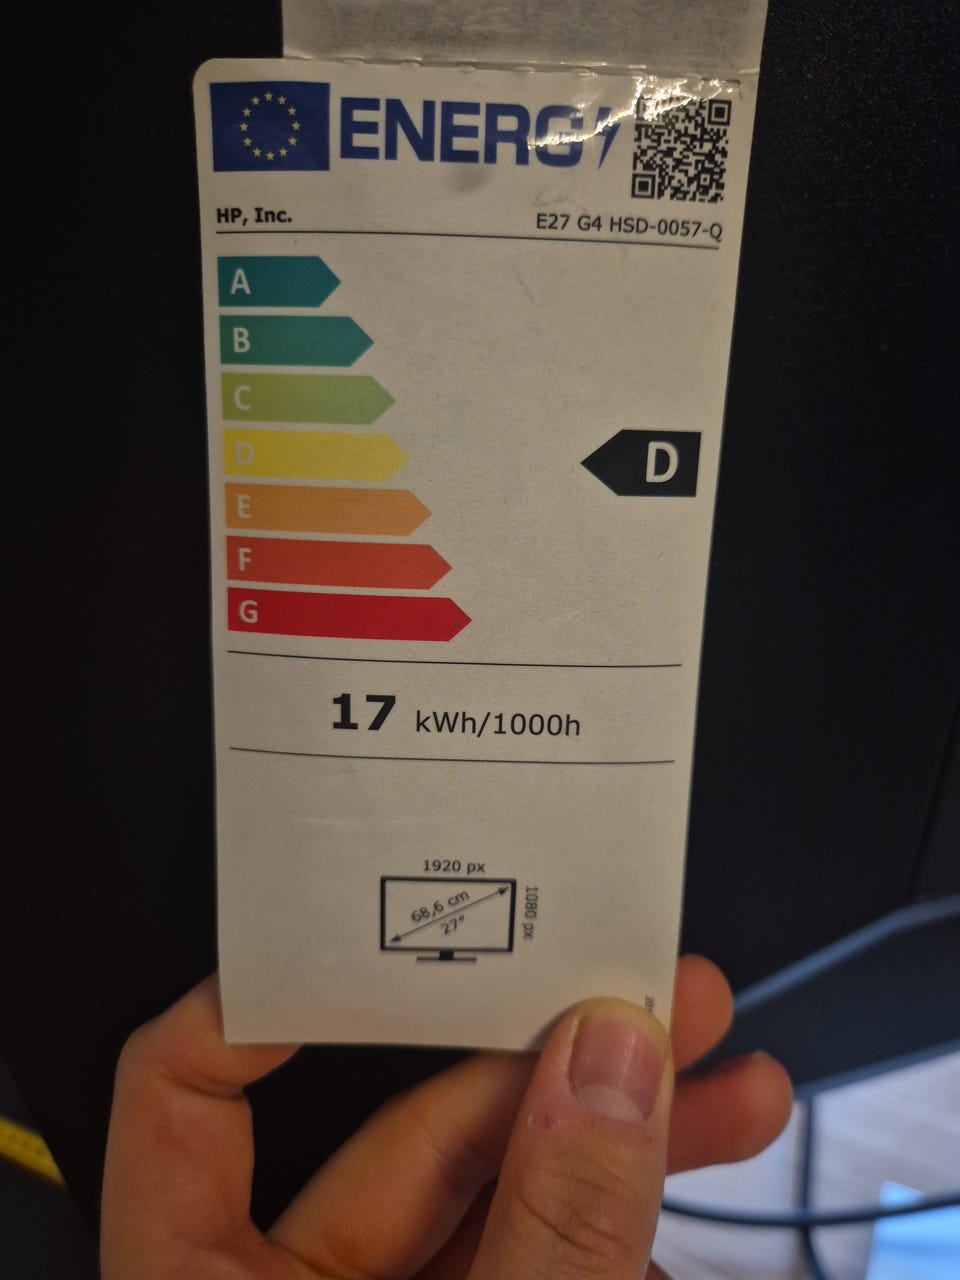 ENERG
HP, Inc.
E27 G4 HSD-0057-Q
A
B
C
D
D
E
F
G
17 kWh/1000h
1920 px
68,6 cm
27"
1080 px